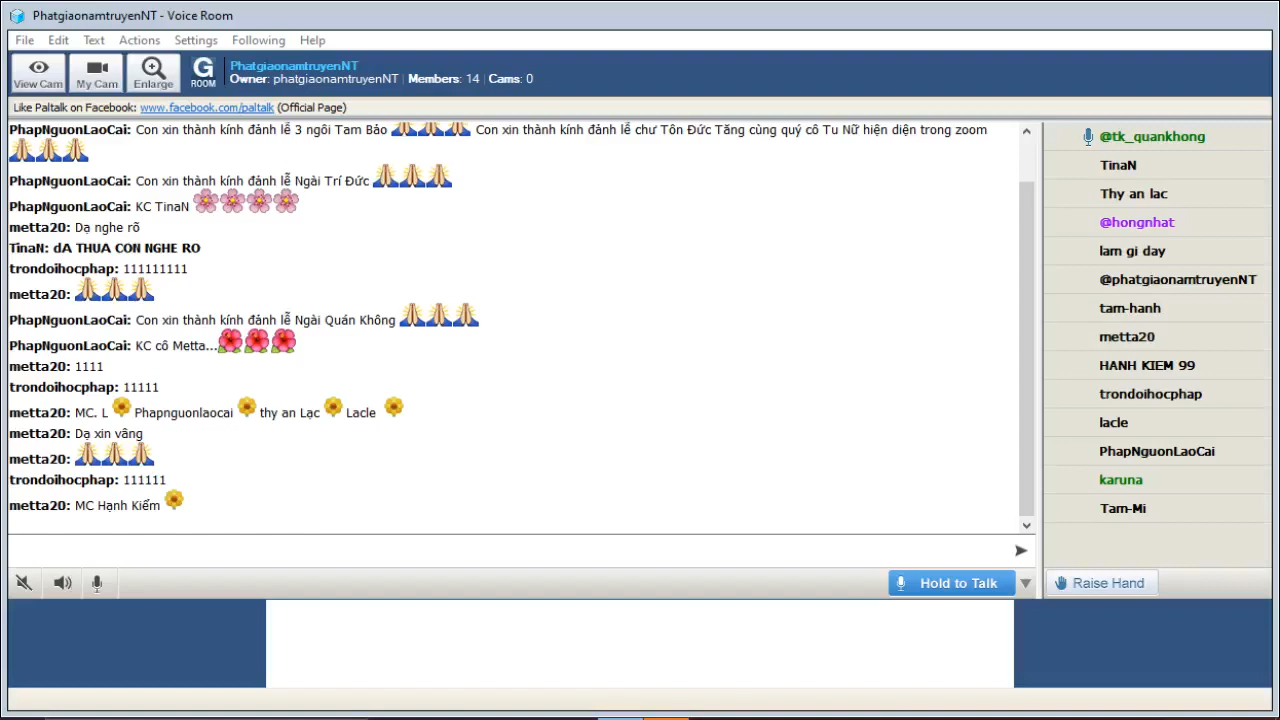 PhatgiaonamtruyenNT - Voice Room
File Edit Text Actions Settings Following Help
View Cam
My Cam
Enlarge
G
ROOM
PhatgiaonamtruyenNT
Owner: phatgiaonamtruyenNT | Members: 14 | Cams: 0
Like Paltalk on Facebook: www.facebook.com/paltalk (Official Page)
PhapNguonLaoCai: Con xin thành kính đảnh lễ 3 ngôi Tam Bảo Con xin thành kính đảnh lễ chư Tôn Đức Tăng cùng quý cô Tu Nữ hiện diện trong zoom
PhapNguonLaoCai: Con xin thành kính đảnh lễ Ngài Trí Đức
PhapNguonLaoCai: KC TinaN
metta20: Dạ nghe rõ
TinaN: dA THUA CON NGHE RO
trondoihocphap: 111111111
metta20:
PhapNguonLaoCai: Con xin thành kính đảnh lễ Ngài Quán Không
PhapNguonLaoCai: KC cô Metta...
metta20: 1111
trondoihocphap: 11111
metta20: MC. L Phapnguonlaocai thy an Lạc Lacle
metta20: Dạ xin vâng
metta20:
trondoihocphap: 111111
metta20: MC Hạnh Kiểm
@tk_quankhong
TinaN
Thy an lac
@hongnhat
lam gi day
@phatgiaonamtruyenNT
tam-hanh
metta20
HANH KIEM 99
trondoihocphap
lacle
PhapNguonLaoCai
karuna
Tam-Mi
Hold to Talk
Raise Hand